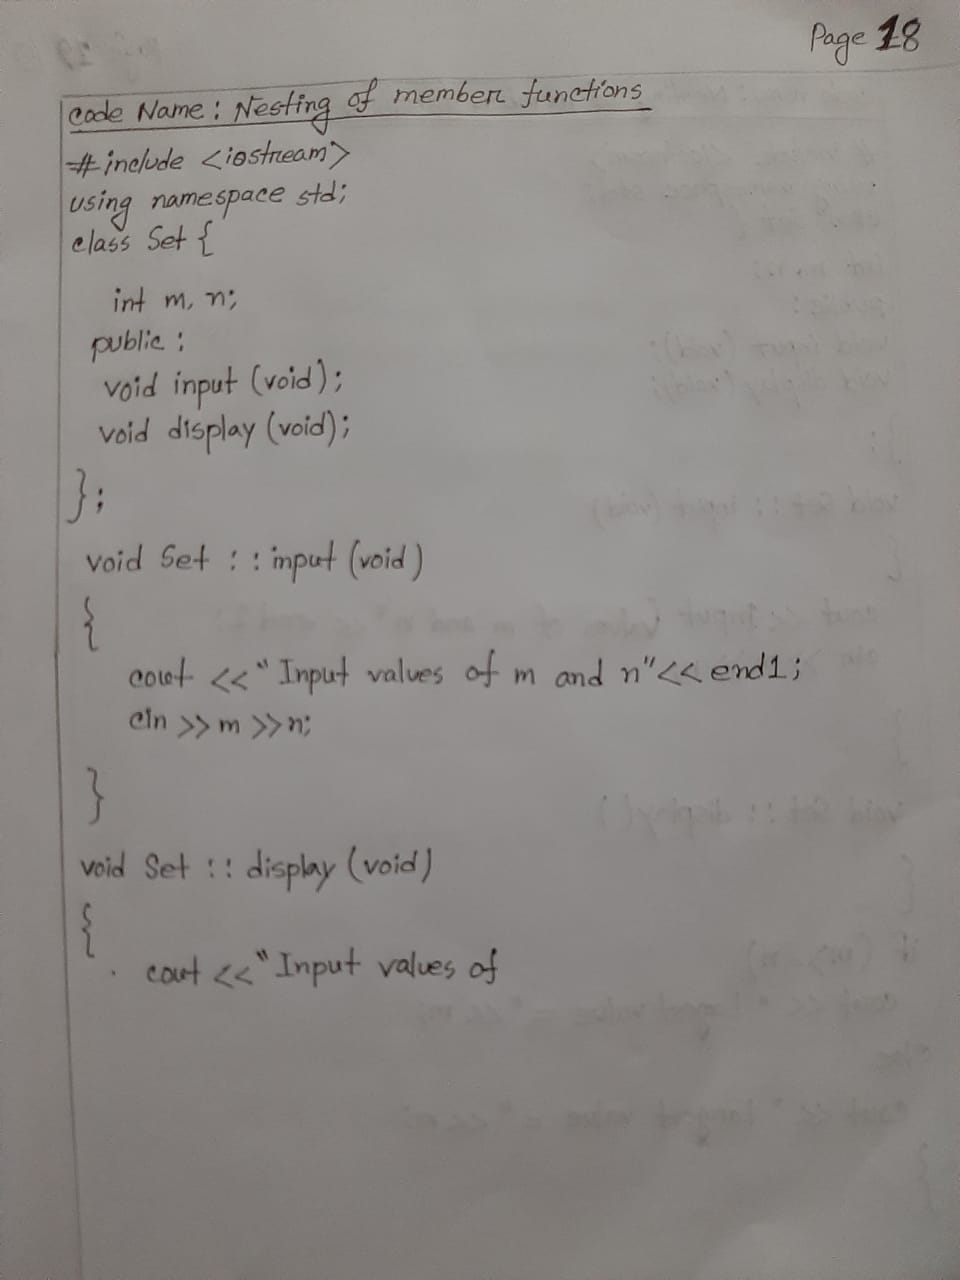 Page 18
code Name : Nesting of member functions
# include <iostream>
using namespace std;
class Set {
int m, n;
public :
void input (void);
void display (void);
};
void Set : : input (void)
{
cout << "Input values of m and n" << end1;
cin >> m >> n;
}
void Set : : display (void)
{
cout << "Input values of